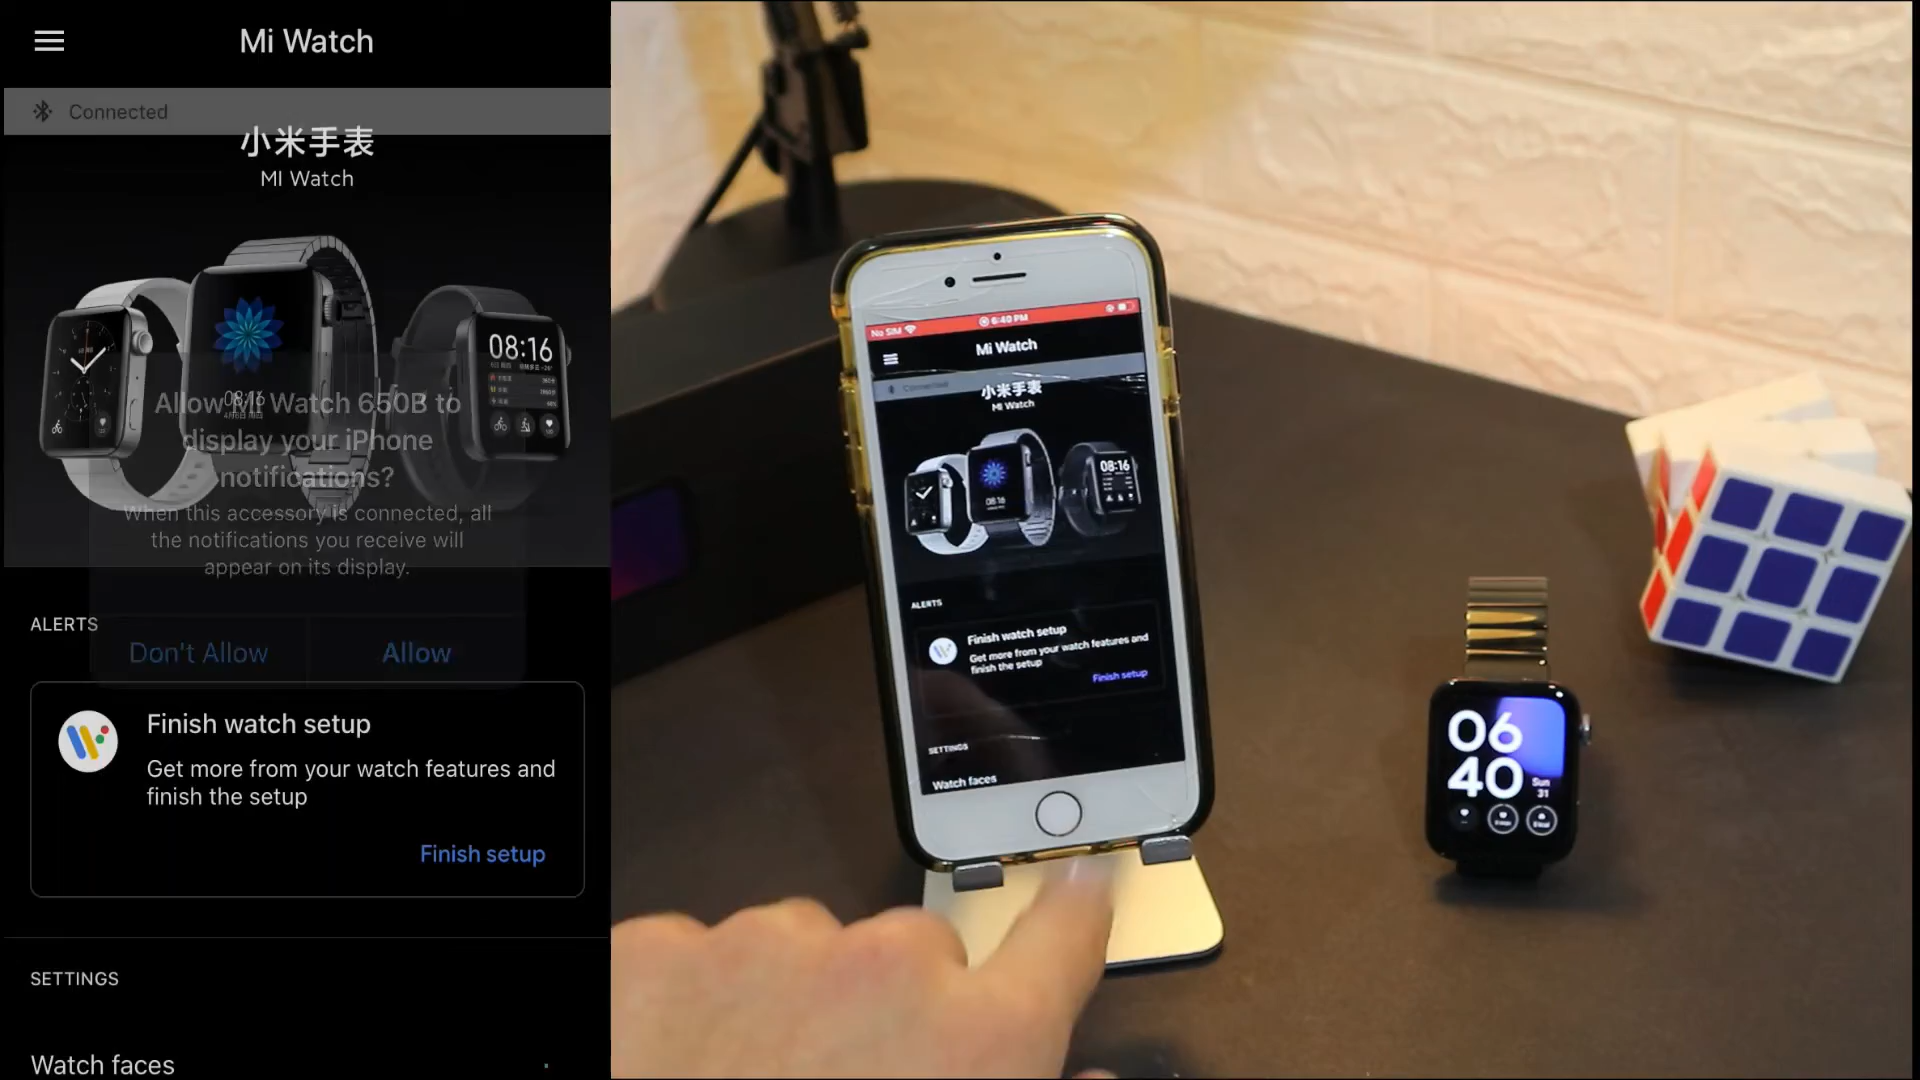 Mi Watch
Connected
小米手表
MI Watch
08:16
08:16
Allow Mi Watch 650B to
display your iPhone
notifications?
When this accessory is connected, all
the notifications you receive will
appear on its display.
Don't Allow
Allow
ALERTS
Finish watch setup
Get more from your watch features and
finish the setup
Finish setup
SETTINGS
Watch faces
No SIM
6:40 PM
Mi Watch
Connected
小米手表
Mi Watch
08:16
08:16
ALERTS
Finish watch setup
Get more from your watch features and
finish the setup
Finish setup
SETTINGS
Watch faces
06
40
Sun
31